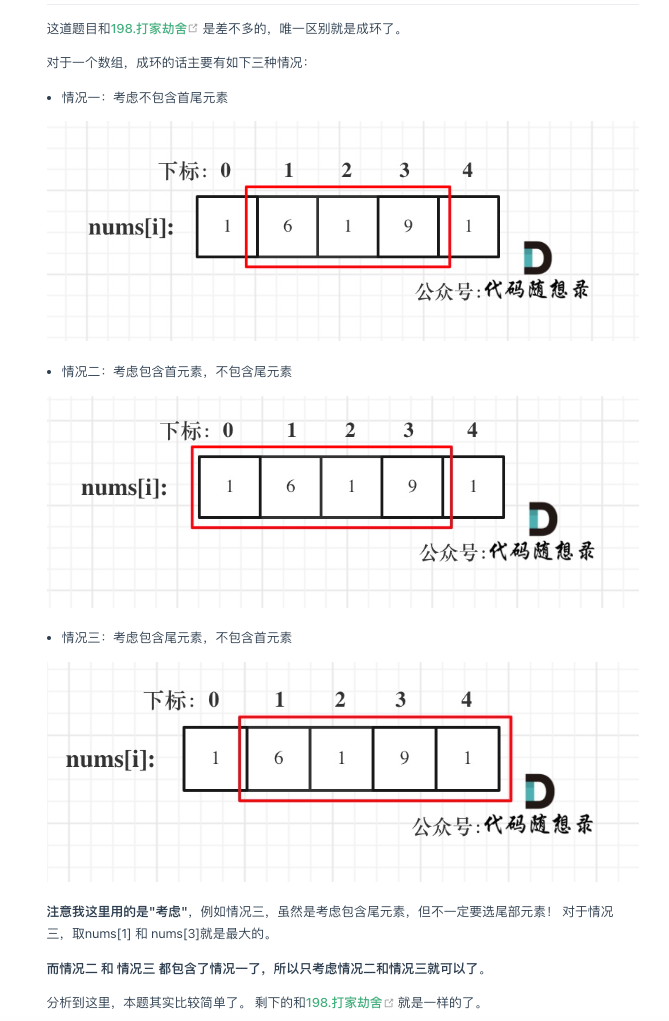 这道题目和198.打家劫舍 是差不多的，唯一区别就是成环了。
对于一个数组，成环的话主要有如下三种情况：
• 情况一：考虑不包含首尾元素
下标: 0 1 2 3 4
nums[i]: 1 6 1 9 1
公众号:代码随想录
• 情况二：考虑包含首元素，不包含尾元素
下标: 0 1 2 3 4
nums[i]: 1 6 1 9 1
公众号:代码随想录
• 情况三：考虑包含尾元素，不包含首元素
下标: 0 1 2 3 4
nums[i]: 1 6 1 9 1
公众号:代码随想录
注意我这里用的是"考虑"，例如情况三，虽然是考虑包含尾元素，但不一定要选尾部元素！ 对于情况
三，取nums[1] 和 nums[3]就是最大的。
而情况二 和 情况三 都包含了情况一了，所以只考虑情况二和情况三就可以了。
分析到这里，本题其实比较简单了。 剩下的和198.打家劫舍 就是一样的了。